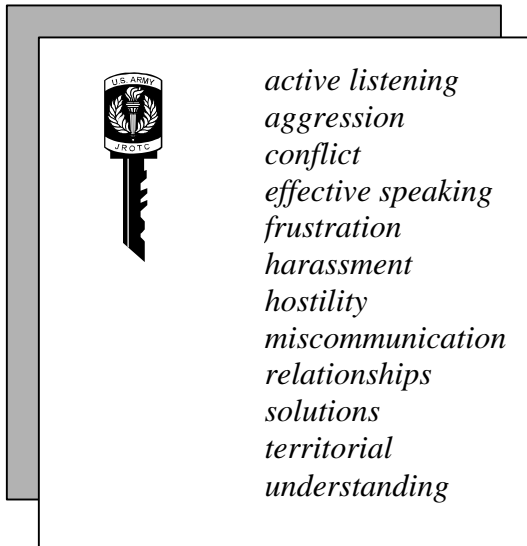 U.S. ARMY
JROTC
active listening
aggression
conflict
effective speaking
frustration
harassment
hostility
miscommunication
relationships
solutions
territorial
understanding